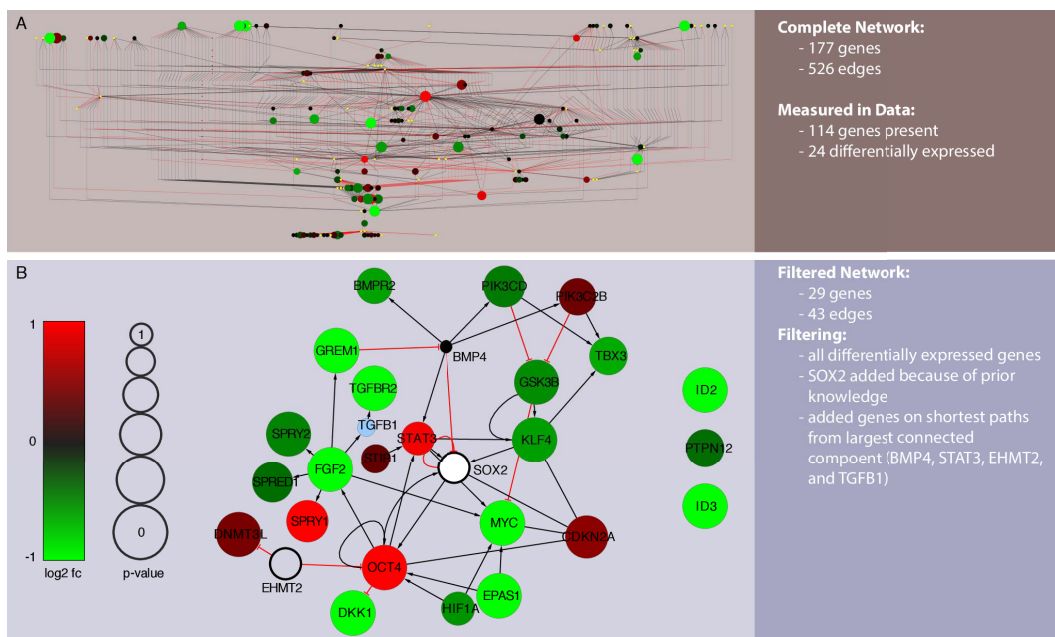 A
Complete Network:
- 177 genes
- 526 edges
Measured in Data:
- 114 genes present
- 24 differentially expressed
B
1
0
-1
log2 fc
1
0
p-value
BMPR2
PIK3CD
PIK3C2B
GREM1
BMP4
TBX3
TGFBR2
GSK3B
ID2
TGFB1
SPRY2
STAT3
KLF4
PTPN12
STIP1
SPRED1
FGF2
SOX2
ID3
SPRY1
MYC
DNMT3L
CDKN2A
EHMT2
OCT4
EPAS1
DKK1
HIF1A
Filtered Network:
- 29 genes
- 43 edges
Filtering:
- all differentially expressed genes
- SOX2 added because of prior
knowledge
- added genes on shortest paths
from largest connected
compoent (BMP4, STAT3, EHMT2,
and TGFB1)